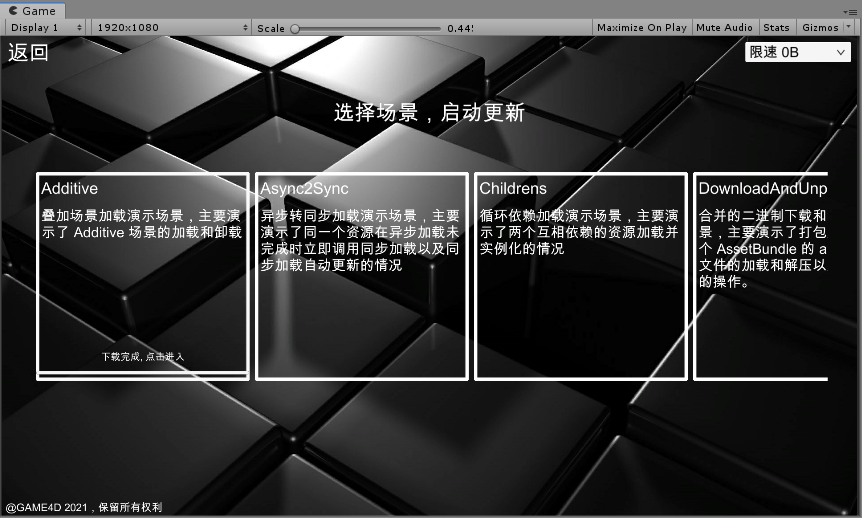 Game
Display 1
1920x1080
Scale
Maximize On Play
Mute Audio
Stats
Gizmos
返回
限速 0B
选择场景，启动更新
Additive
叠加场景加载演示场景，主要演
示了 Additive 场景的加载和卸载
下载完成, 点击进入
Async2Sync
异步转同步加载演示场景，主要
演示了同一个资源在异步加载未
完成时立即调用同步加载以及同
步加载自动更新的情况
Childrens
循环依赖加载演示场景，主要演
示了两个互相依赖的资源加载并
实例化的情况
DownloadAndUnp
合并的二进制下载和
景，主要演示了打包
个 AssetBundle 的 a
文件的加载和解压以
的操作。
@GAME4D 2021，保留所有权利